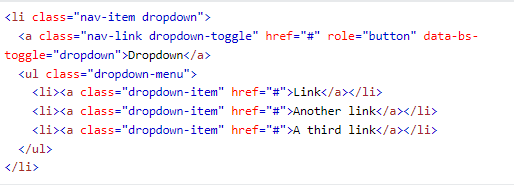 <li class="nav-item dropdown">
  <a class="nav-link dropdown-toggle" href="#" role="button" data-bs-
toggle="dropdown">Dropdown</a>
  <ul class="dropdown-menu">
    <li><a class="dropdown-item" href="#">Link</a></li>
    <li><a class="dropdown-item" href="#">Another link</a></li>
    <li><a class="dropdown-item" href="#">A third link</a></li>
  </ul>
</li>